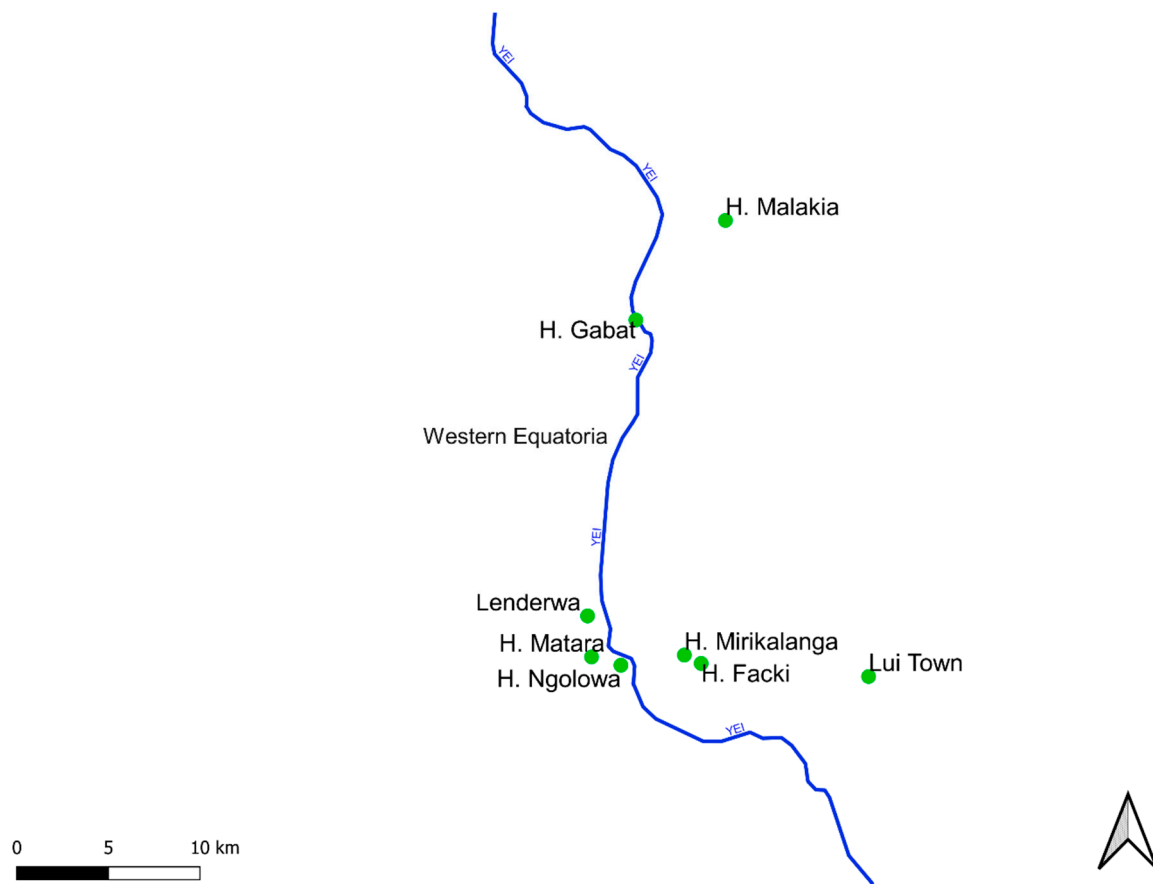 YEI
YEI
H. Malakia
H. Gabat
YEI
Western Equatoria
YEI
Lenderwa
H. Matara
H. Mirikalanga
H. Ngolowa
H. Facki
Lui Town
YEI
0 5 10 km